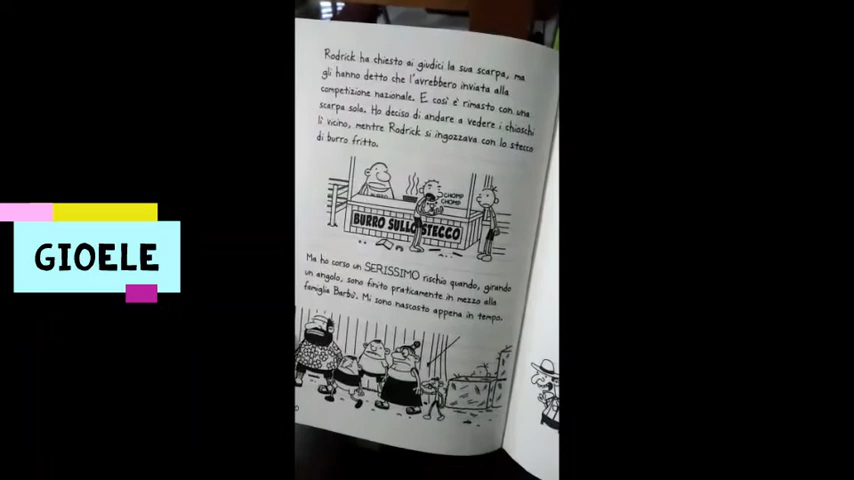 Rodrick ha chiesto ai giudici la sua scarpa, ma
gli hanno detto che l'avrebbero inviata alla
competizione nazionale. E così è rimasto con una
scarpa sola. Ho deciso di andare a vedere i chioschi
lì vicino, mentre Rodrick si ingozzava con lo stecco
di burro fritto.
CHOMP
CHOMP
BURRO SULLO STECCO
Ma ho corso un SERISSIMO rischio quando, girando
un angolo, sono finito praticamente in mezzo alla
famiglia Barbù. Mi sono nascosto appena in tempo.
GIOELE